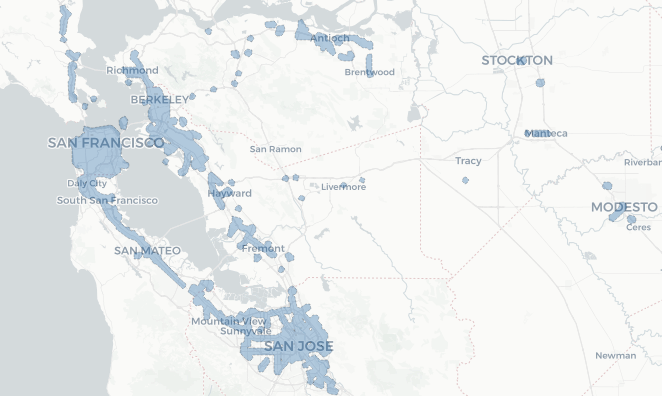 Antioch
STOCKTON
Richmond
Brentwood
BERKELEY
Manteca
SAN FRANCISCO
San Ramon
Tracy
Riverbar
Daly City
Livermore
Hayward
South San Francisco
MODESTO
Ceres
SAN MATEO
Fremont
Mountain View
Sunnyvale
SAN JOSE
Newman